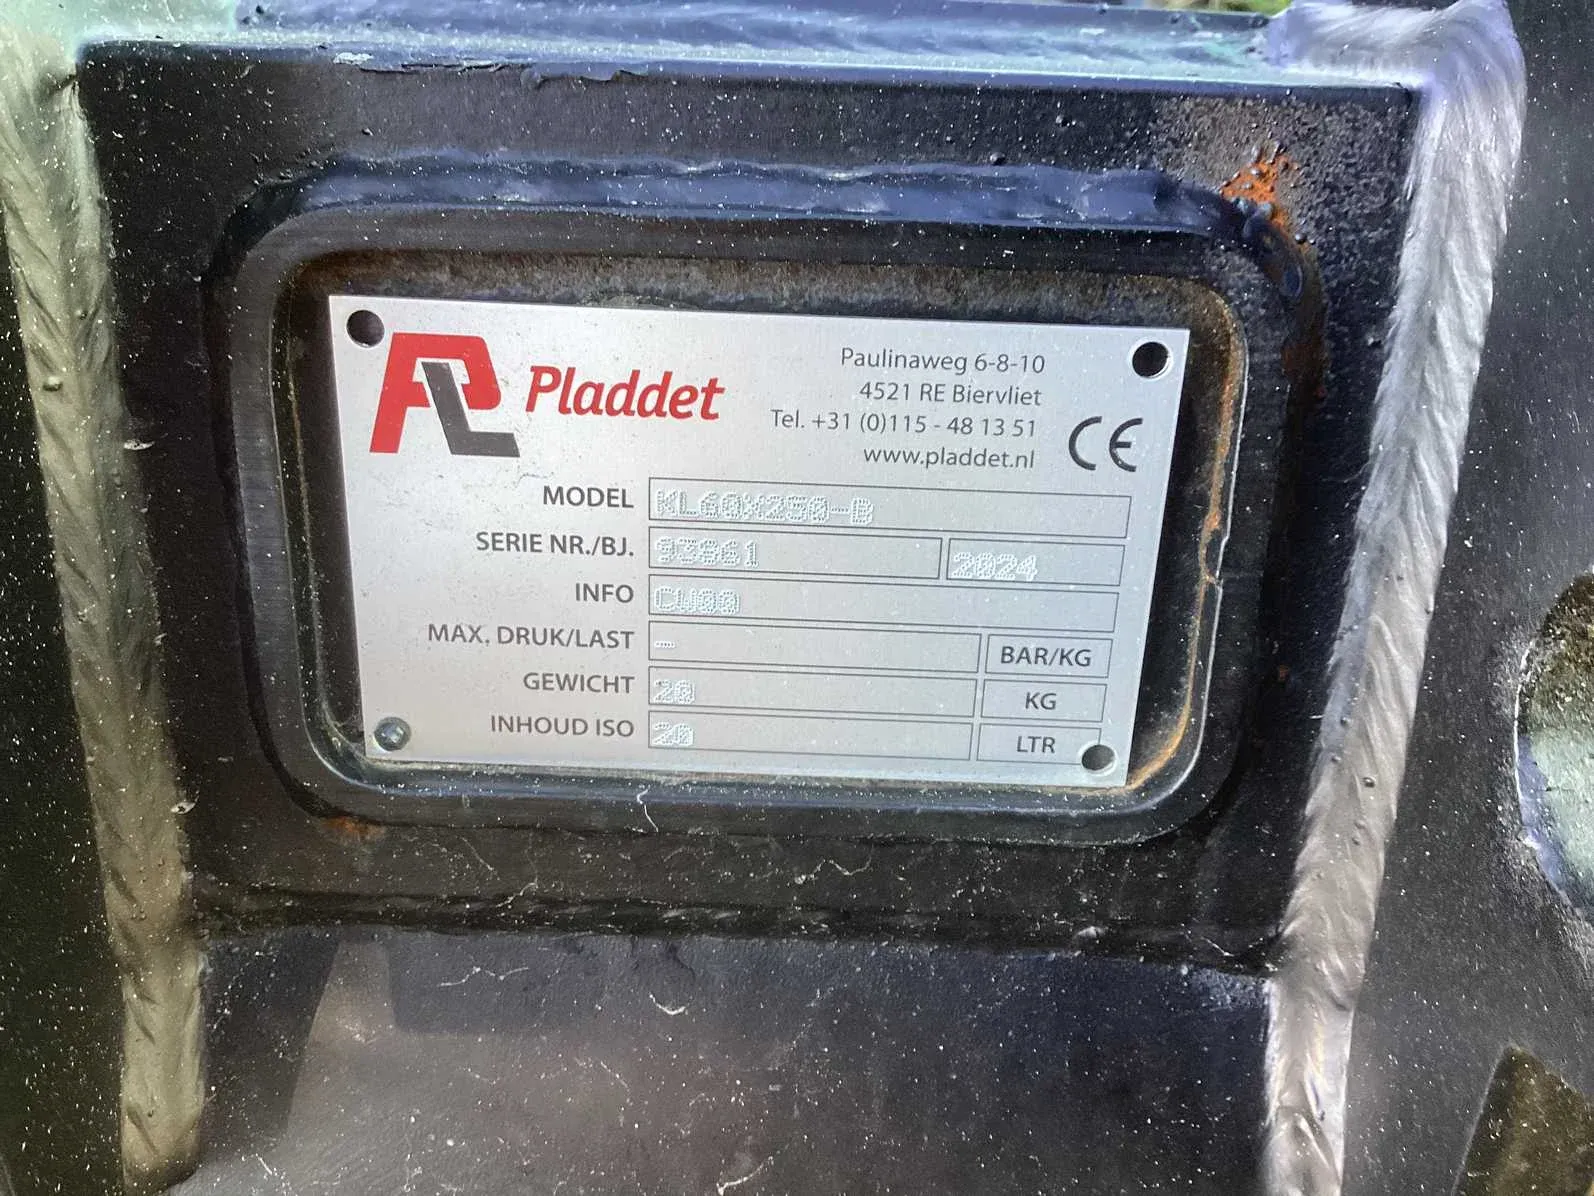 PL Pladdet
Paulinaweg 6-8-10
4521 RE Biervliet
Tel. +31 (0)115 - 48 13 51
www.pladdet.nl
CE
MODEL KL60X250-B
SERIE NR./BJ. 93861 2024
INFO CW00
MAX. DRUK/LAST -- BAR/KG
GEWICHT 20 KG
INHOUD ISO 20 LTR